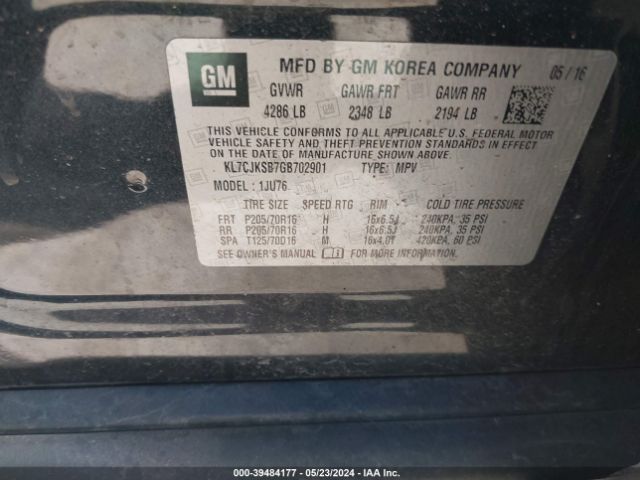 GM
MFD BY GM KOREA COMPANY 05/16
GVWR GAWR FRT GAWR RR
4286 LB 2348 LB 2194 LB
THIS VEHICLE CONFORMS TO ALL APPLICABLE U.S. FEDERAL MOTOR
VEHICLE SAFETY AND THEFT PREVENTION STANDARDS IN EFFECT ON
THE DATE OF MANUFACTURE SHOWN ABOVE.
KL7CJKSB7GB702901 TYPE: MPV
MODEL: 1JU76
TIRE SIZE SPEED RTG RIM COLD TIRE PRESSURE
FRT P205/70R16 H 16x6.5J 240KPA, 35 PSI
RR P205/70R16 H 16x6.5J 240KPA, 35 PSI
SPA T125/70D16 M 16x4.0T 420KPA, 60 PSI
SEE OWNER'S MANUAL FOR MORE INFORMATION.
000-39484177 - 05/23/2024 - IAA Inc.